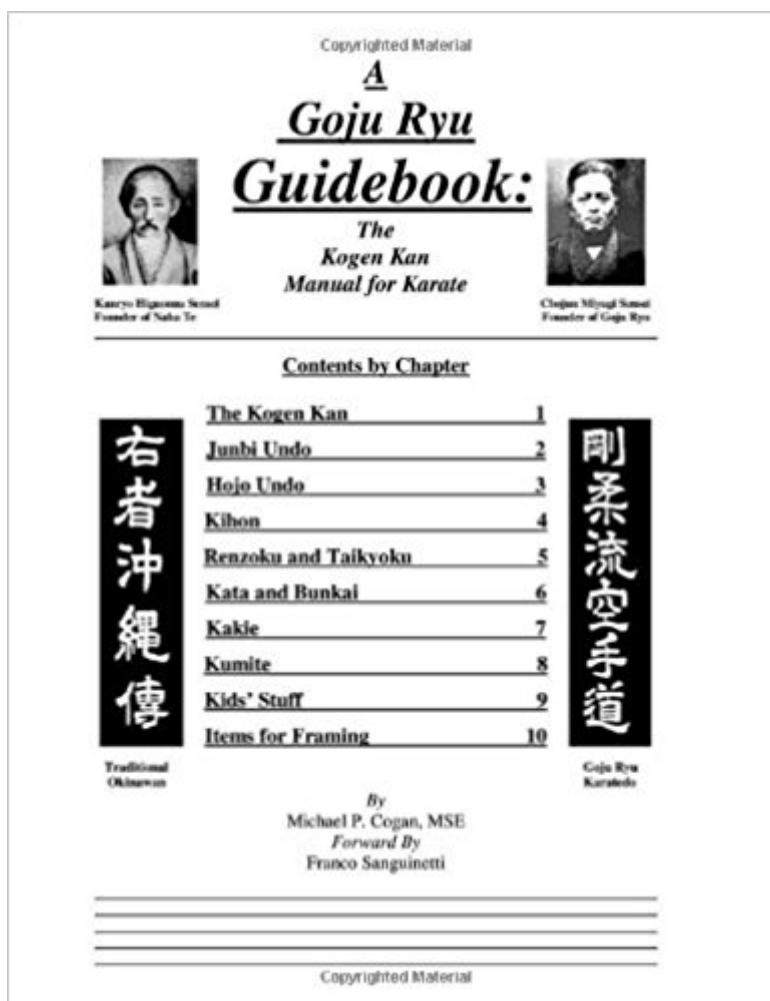 Copyrighted Material
A
Goju Ryu
Guidebook:
The
Kogen Kan
Manual for Karate
Kanryo Higaonna Sensei
Founder of Naha Te
Chojun Miyagi Sensei
Founder of Goju Ryu
Contents by Chapter
The Kogen Kan 1
Junbi Undo 2
Hojo Undo 3
Kihon 4
Renzoku and Taikyoku 5
Kata and Bunkai 6
Kakie 7
Kumite 8
Kids' Stuff 9
Items for Framing 10
右者沖縄傳
Traditional
Okinawan
剛柔流空手道
Goju Ryu
Karatedo
By
Michael P. Cogan, MSE
Forward By
Franco Sanguinetti
Copyrighted Material